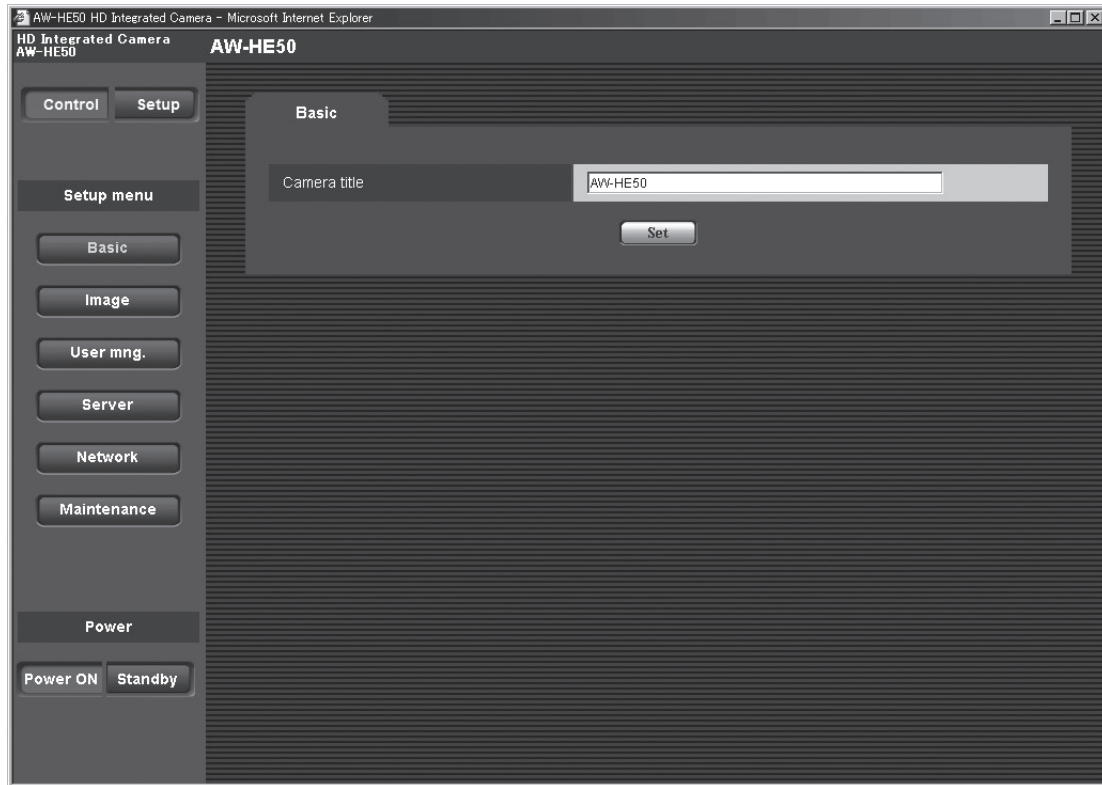 AW-HE50 HD Integrated Camera - Microsoft Internet Explorer
HD Integrated Camera
AW-HE50
AW-HE50
Control Setup
Setup menu
Basic
Image
User mng.
Server
Network
Maintenance
Power
Power ON Standby
Basic
Camera title AW-HE50
Set